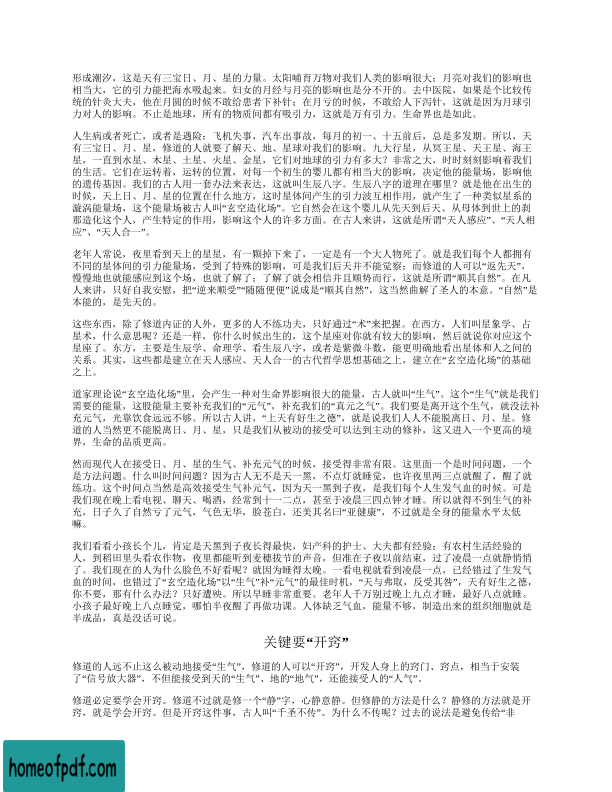 形成潮汐，这是天有三宝日、月、星的力量。太阳哺育万物对我们人类的影响很大；月亮对我们的影响也
相当大，它的引力能把海水吸起来。妇女的月经与月亮的影响也是分不开的。去中医院，如果是个比较传
统的针灸大夫，他在月圆的时候不敢给患者下补针；在月亏的时候，不敢给人下泻针，这就是因为月球引
力对人的影响。不止是地球，所有的物质间都有吸引力，这就是万有引力。生命界也是如此。
人生病或者死亡，或者是遇险：飞机失事，汽车出事故，每月的初一、十五前后，总是多发期。所以，天
有三宝日、月、星，修道的人就要了解天、地、星球对我们的影响。九大行星，从冥王星、天王星、海王
星，一直到水星、木星、土星、火星、金星，它们对地球的引力有多大？非常之大，时时刻刻影响着我们
的生活。它们在运转着，运转的位置，对每一个初生的婴儿都有相当大的影响，决定他的能量场，影响他
的遗传基因。我们的古人用一套办法来表达，这就叫生辰八字。生辰八字的道理在哪里？就是他在出生的
时候，天上日、月、星的位置在什么地方，这时星体间产生的引力波互相作用，就产生了一种类似星系的
漩涡能量场，这个能量场被古人叫“玄空造化场”。它自然会在这个婴儿从先天到后天、从母体到世上的刹
那造化这个人，产生特定的作用，影响这个人的许多方面。在古人来讲，这就是所谓“天人感应”、“天人相
应”、“天人合一”。
老年人常说，夜里看到天上的星星，有一颗掉下来了，一定是有一个大人物死了。就是我们每个人都拥有
不同的星体间的引力能量场，受到了特殊的影响，可是我们后天并不能觉察；而修道的人可以“返先天”，
慢慢地也就能感应到这个场，也就了解了；了解了就会相信并且顺势而行，这就是所谓“顺其自然”。在凡
人来讲，只好自我安慰，把“逆来顺受”“随随便便”说成是“顺其自然”，这当然曲解了圣人的本意。“自然”是
本能的，是先天的。
这些东西，除了修道内证的人外，更多的人不练功夫，只好通过“术”来把握。在西方，人们叫星象学、占
星术，什么意思呢？还是一样，你什么时候出生的，这个星座对你就有较大的影响，然后就说你对应这个
星座了。东方，主要是生辰学、命理学、看生辰八字，或者是紫微斗数，能更明确地看出星体和人之间的
关系。其实，这些都是建立在天人感应、天人合一的古代哲学思想基础之上，建立在“玄空造化场”的基础
之上。
道家理论说“玄空造化场”里，会产生一种对生命界影响很大的能量，古人就叫“生气”。这个“生气”就是我们
需要的能量，这股能量主要补充我们的“元气”，补充我们的“真元之气”。我们要是离开这个生气，就没法补
充元气，光靠饮食远远不够。所以古人讲，“上天有好生之德”，就是说我们人人不能脱离日、月、星。修
道的人当然更不能脱离日、月、星，只是我们从被动的接受可以达到主动的修补，这又进入一个更高的境
界，生命的品质更高。
然而现代人在接受日、月、星的生气、补充元气的时候，接受得非常有限。这里面一个是时间问题，一个
是方法问题。什么叫时间问题？因为古人无不是天一黑，不点灯就睡觉，也许夜里两三点就醒了，醒了就
练功。这个时间点当然是高效接受生气补元气，因为天一黑到子夜，是我们每个人生发气血的时候。可是
我们现在晚上看电视、聊天、喝酒，经常到十一二点，甚至于凌晨三四点钟才睡。所以就得不到生气的补
充，日子久了自然亏了元气，气色无华，脸苍白，还美其名曰“亚健康”，不过就是全身的能量水平太低
嘛。
我们看看小孩长个儿，肯定是天黑到子夜长得最快，妇产科的护士、大夫都有经验；有农村生活经验的
人，到稻田里头看农作物，夜里都能听到麦穗拔节的声音，但准在子夜以前结束，过了凌晨一点就静悄悄
了。我们现在的人为什么脸色不好看呢？就因为睡得太晚。一看电视就看到凌晨一点，已经错过了生发气
血的时间，也错过了“玄空造化场”以“生气”补“元气”的最佳时机，“天与弗取，反受其咎”，天有好生之德，
你不要，那有什么办法？只好遭殃。所以早睡非常重要。老年人千万别过晚上九点才睡，最好八点就睡。
小孩子最好晚上八点睡觉，哪怕半夜醒了再做功课。人体缺乏气血，能量不够，制造出来的组织细胞就是
半成品，真是没话可说。
关键要“开窍”
修道的人远不止这么被动地接受“生气”，修道的人可以“开窍”，开发人身上的窍门、窍点，相当于安装
了“信号放大器”，不但能接受到天的“生气”、地的“地气”，还能接受人的“人气”。
修道必定要学会开窍。修道不过就是修一个“静”字，心静意静。但修静的方法是什么？静修的方法就是开
窍，就是学会开窍。但是开窍这件事，古人叫“千圣不传”。为什么不传呢？过去的说法是避免传给“非
homeofpdf.com